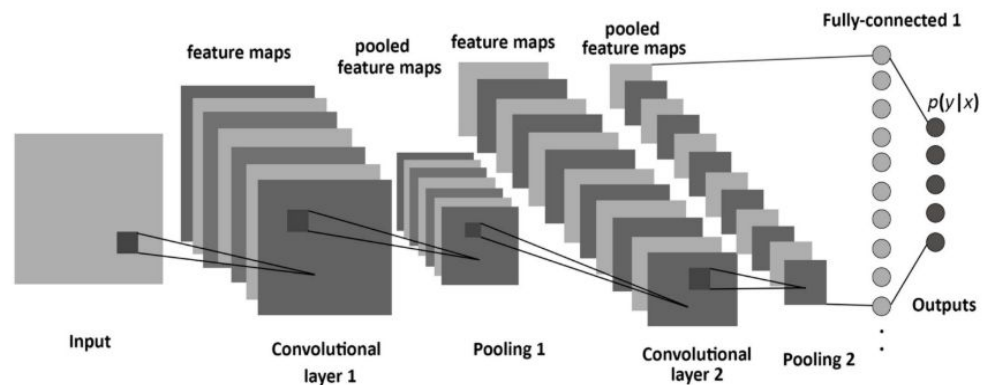 feature maps
pooled
feature maps
feature maps
pooled
feature maps
Fully-connected 1
p(y|x)
Input
Convolutional
layer 1
Pooling 1
Convolutional
layer 2
Pooling 2
Outputs